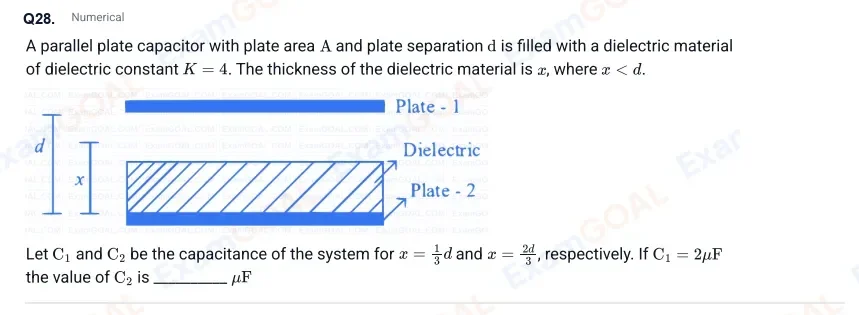 Q28. Numerical
A parallel plate capacitor with plate area A and plate separation d is filled with a dielectric material
of dielectric constant K = 4. The thickness of the dielectric material is x, where x < d.
Plate - 1
d
Dielectric
x
Plate - 2
Let C₁ and C₂ be the capacitance of the system for x = 1/3 d and x = 2d/3, respectively. If C₁ = 2μF
the value of C₂ is ________ μF
ExamGOAL